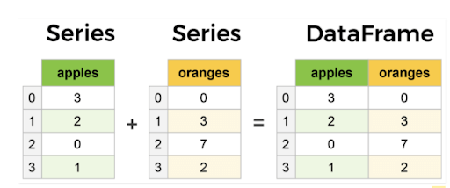 Series Series DataFrame
apples oranges apples oranges
0 3 0 0 0 3 0
1 2 + 1 3 = 1 2 3
2 0 2 7 2 0 7
3 1 3 2 3 1 2